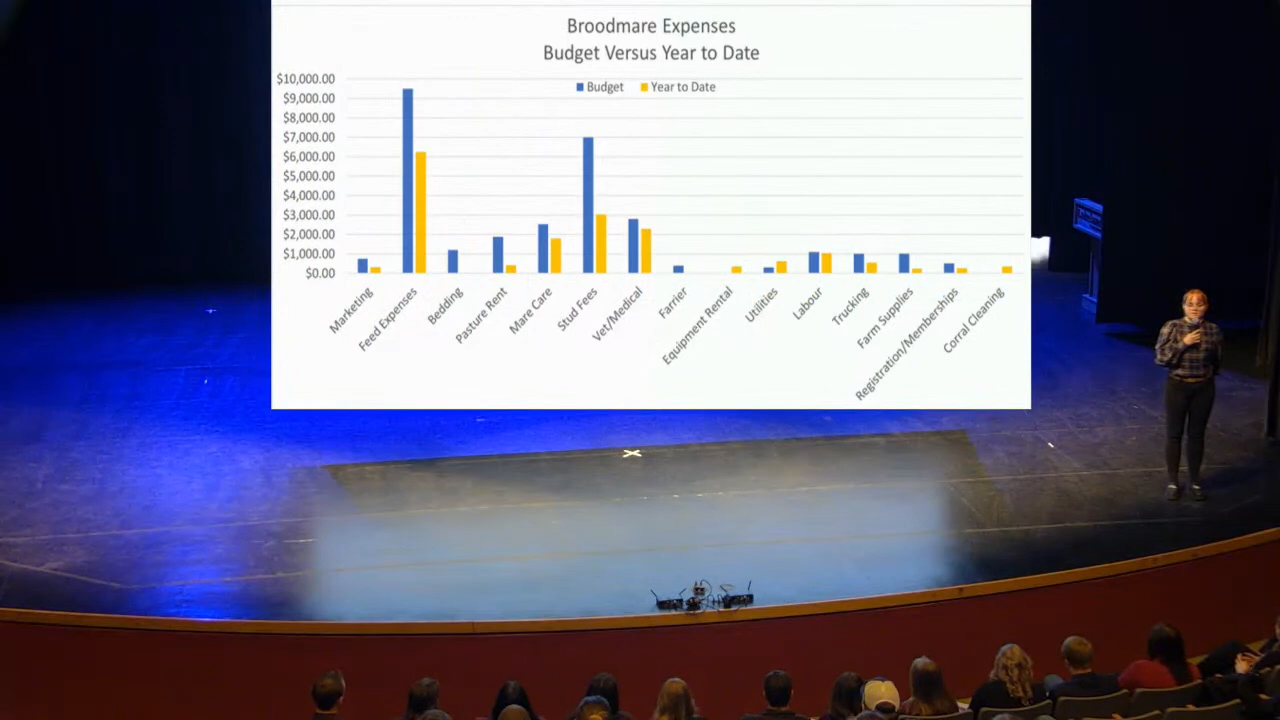 Broodmare Expenses
Budget Versus Year to Date
Budget Year to Date
$10,000.00
$9,000.00
$8,000.00
$7,000.00
$6,000.00
$5,000.00
$4,000.00
$3,000.00
$2,000.00
$1,000.00
$0.00
Marketing
Feed Expenses
Bedding
Pasture Rent
Mare Care
Stud Fees
Vet/Medical
Farrier
Equipment Rental
Utilities
Labour
Trucking
Farm Supplies
Registration/Memberships
Corral Cleaning